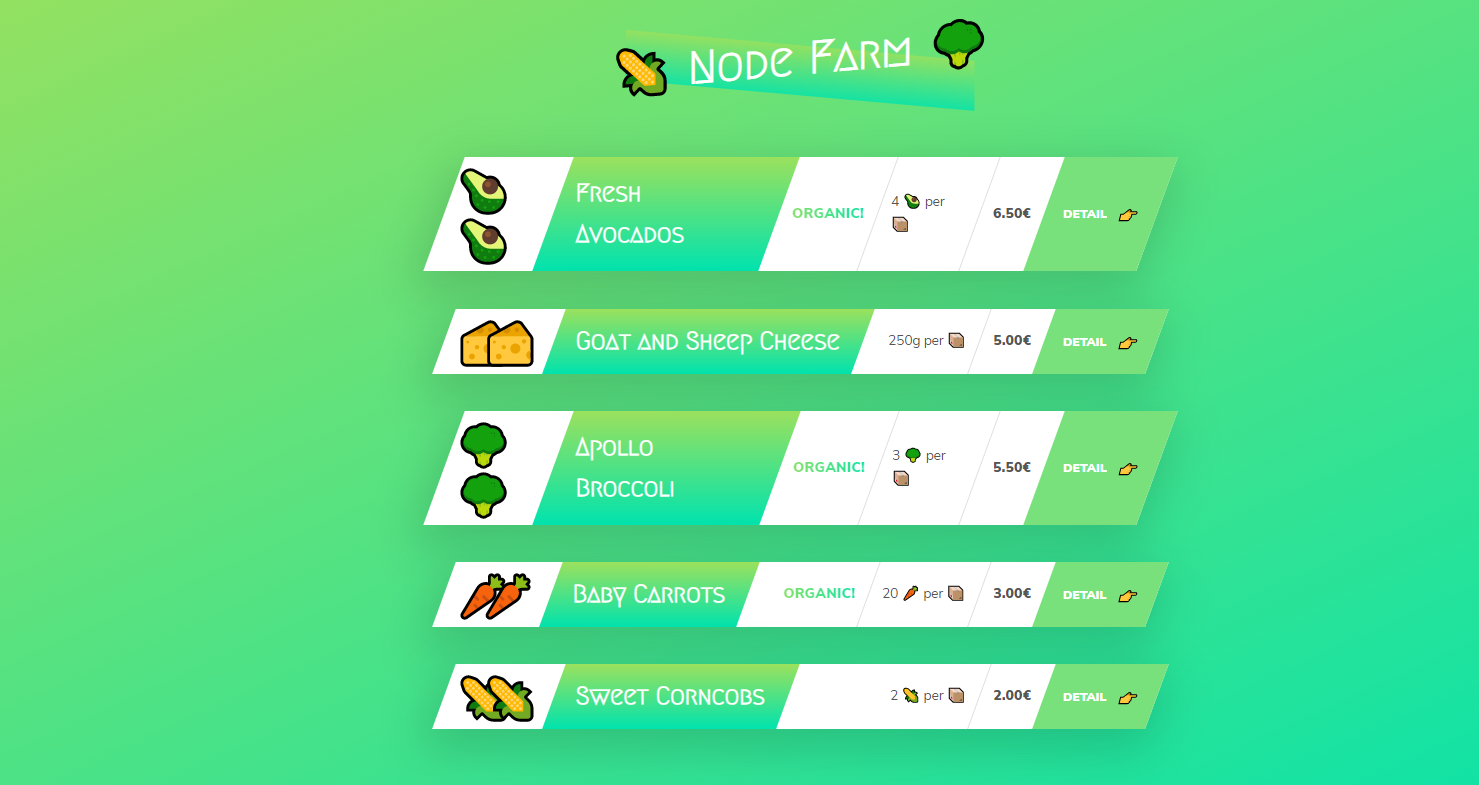 Node Farm
Fresh
Avocados
ORGANIC!
4 🥑 per
📦
6.50€
DETAIL 👉
Goat and Sheep Cheese
250g per 📦
5.00€
DETAIL 👉
Apollo
Broccoli
ORGANIC!
3 🥦 per
📦
5.50€
DETAIL 👉
Baby Carrots
ORGANIC!
20 🥕 per 📦
3.00€
DETAIL 👉
Sweet Corncobs
2 🌽 per 📦
2.00€
DETAIL 👉